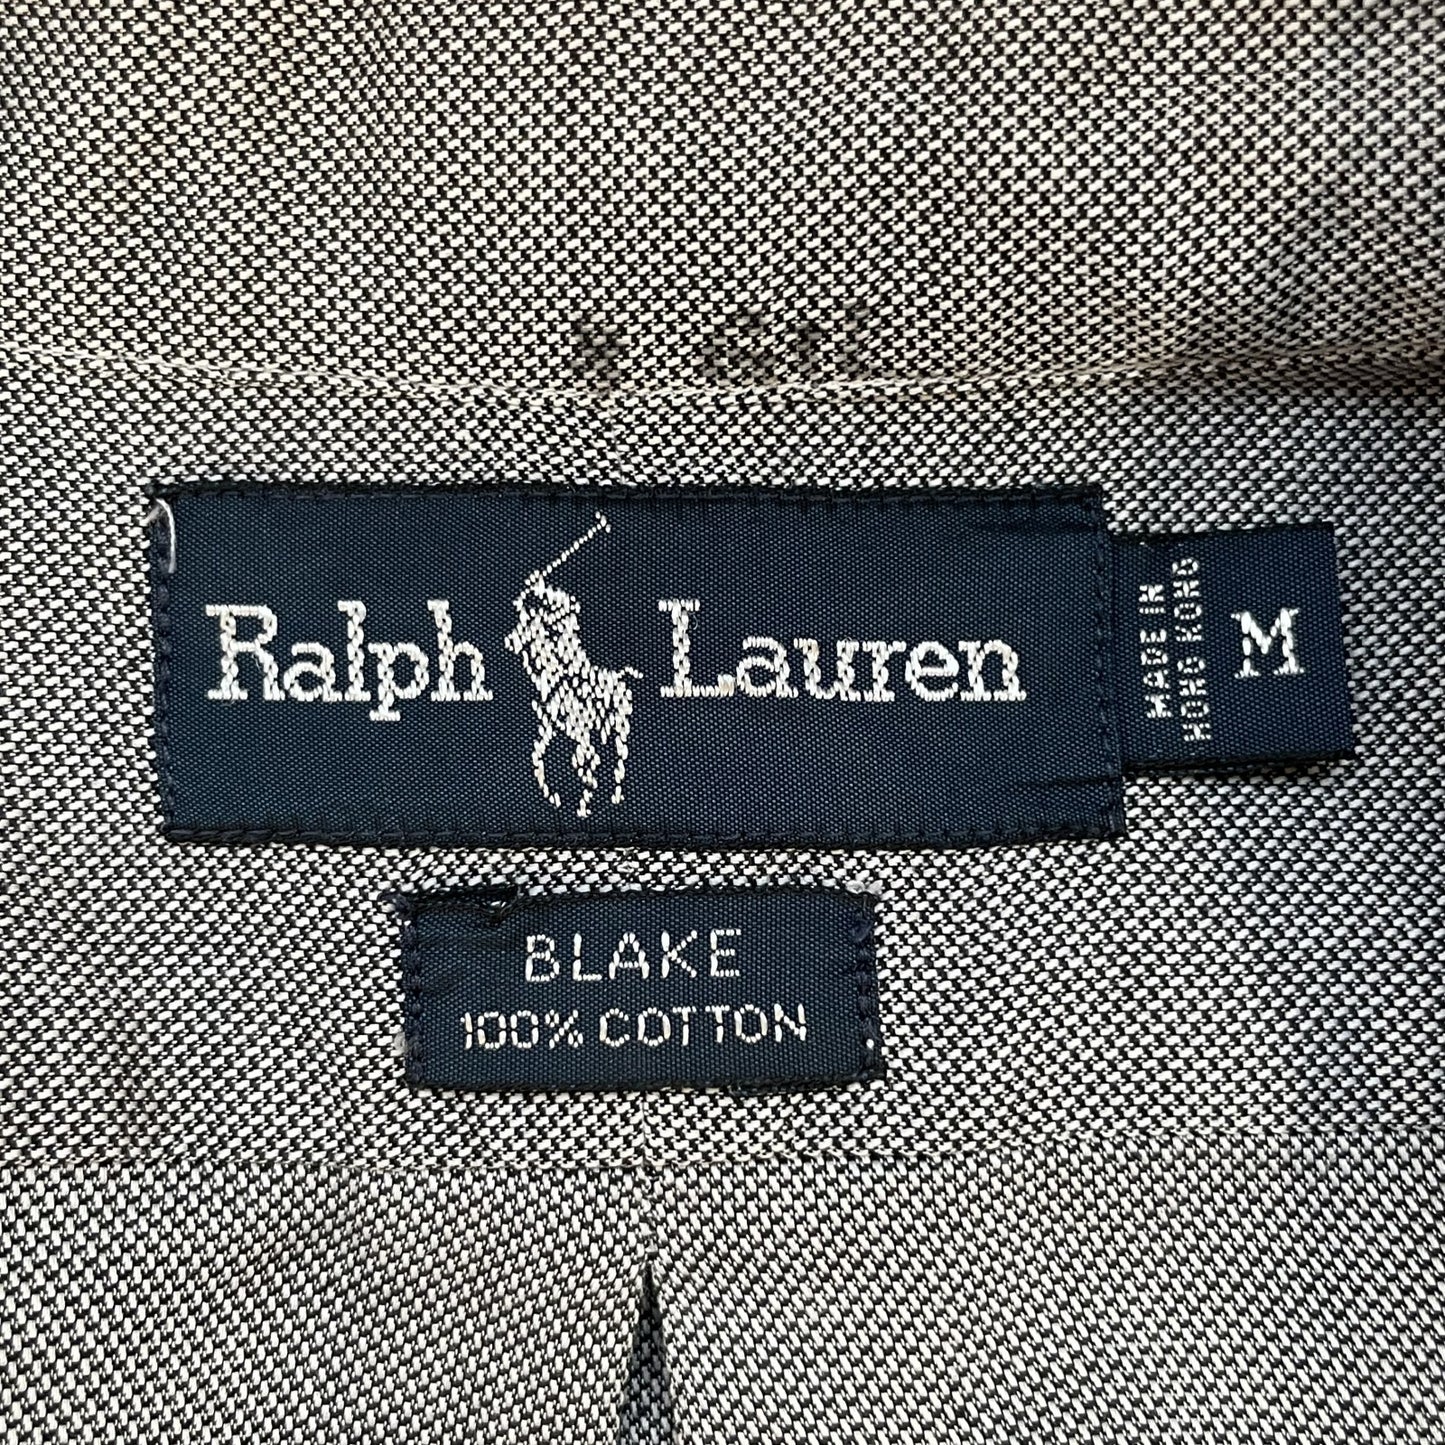 Ralph Lauren
MADE IN
HONG KONG
M
BLAKE
100% COTTON